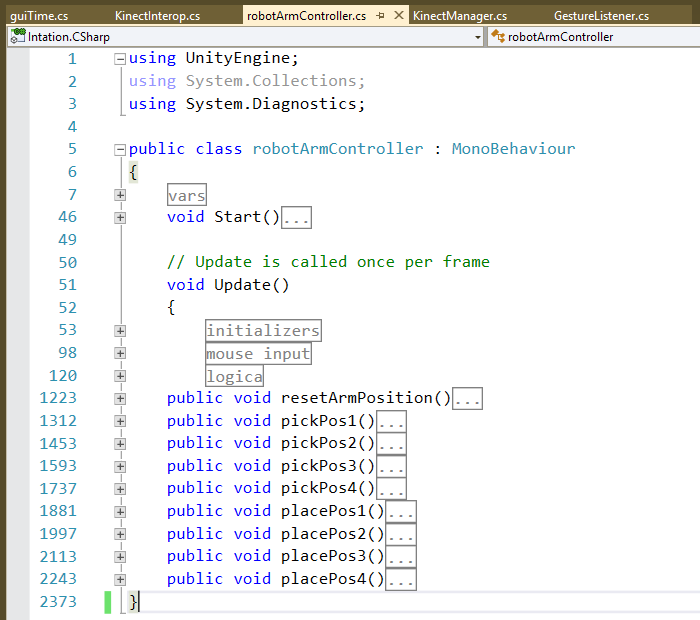 guiTime.cs KinectInterop.cs robotArmController.cs KinectManager.cs GestureListener.cs
Intation.CSharp robotArmController
1 using UnityEngine;
2 using System.Collections;
3 using System.Diagnostics;
4
5 public class robotArmController : MonoBehaviour
6 {
7 vars
46 void Start()...
49
50 // Update is called once per frame
51 void Update()
52 {
53 initializers
98 mouse input
120 logica
1223 public void resetArmPosition()...
1312 public void pickPos1()...
1453 public void pickPos2()...
1593 public void pickPos3()...
1737 public void pickPos4()...
1881 public void placePos1()...
1997 public void placePos2()...
2113 public void placePos3()...
2243 public void placePos4()...
2373 }